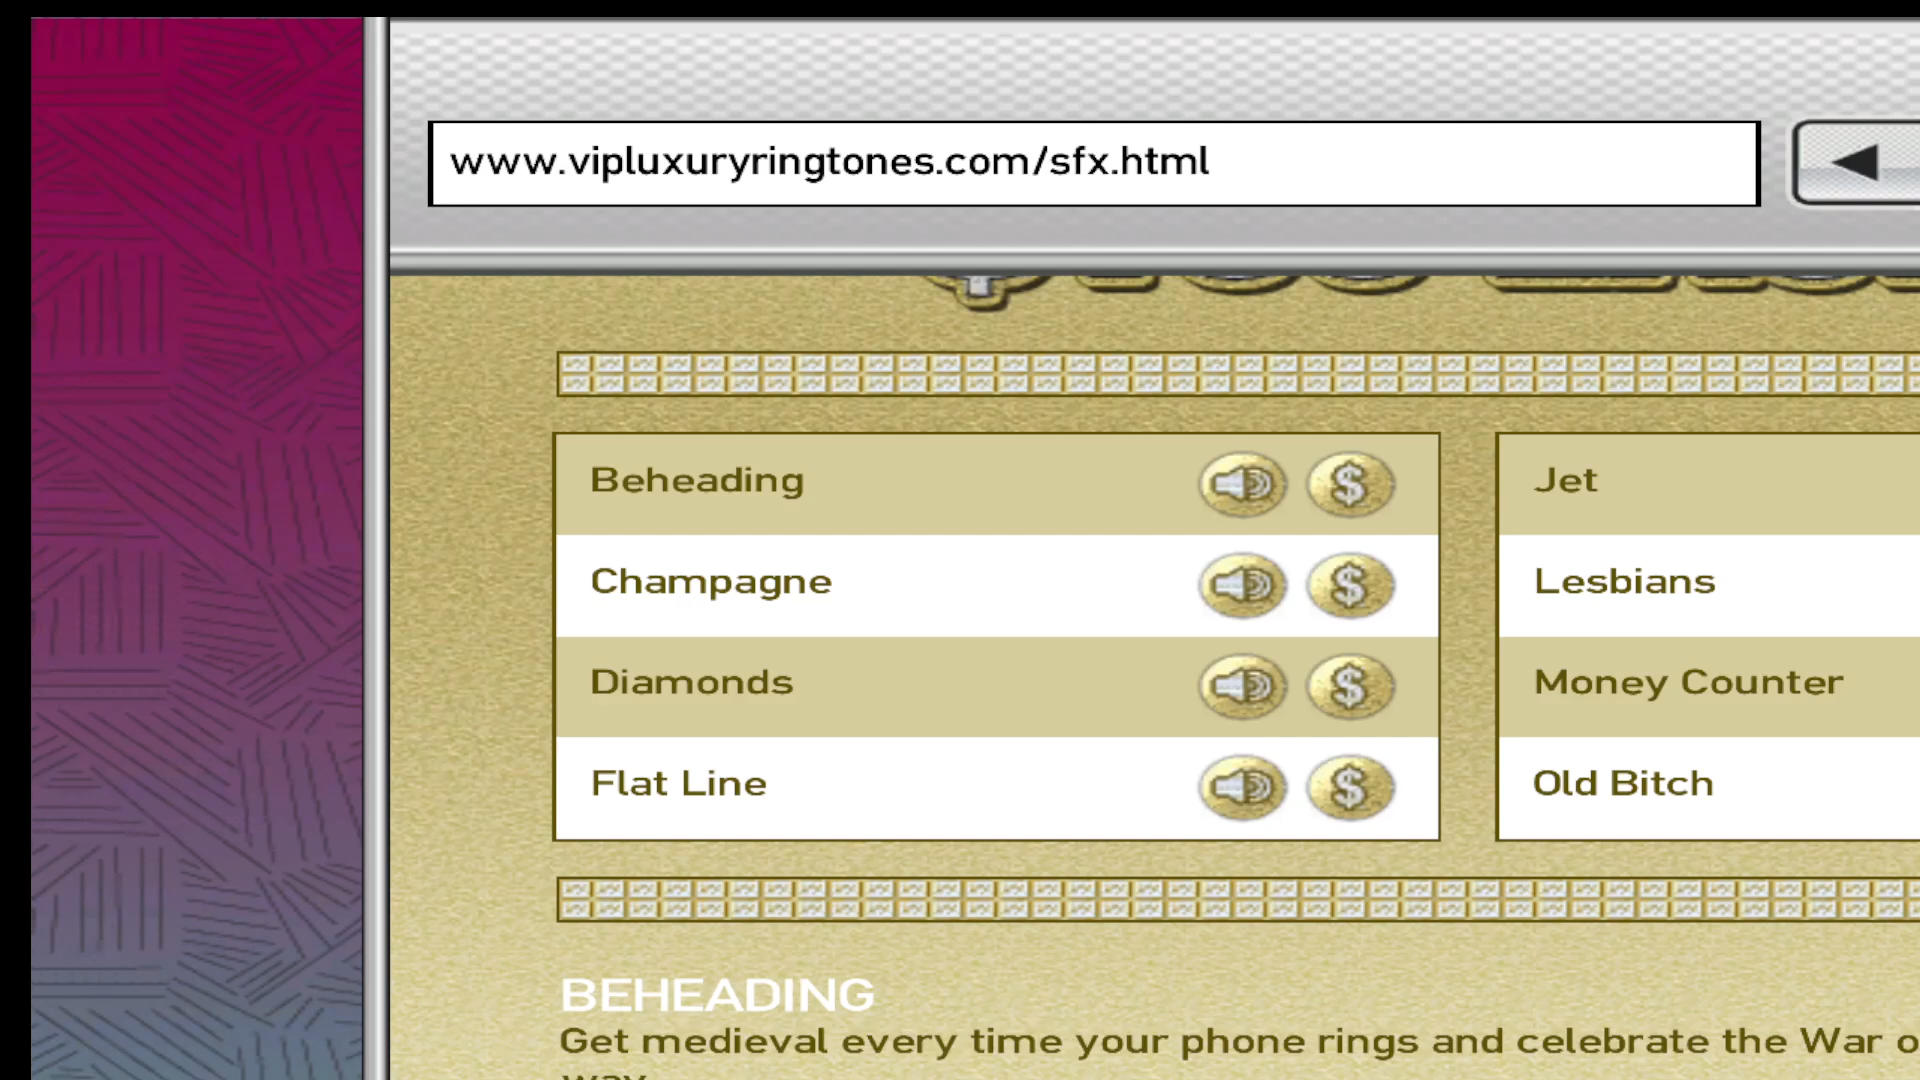 www.vipluxuryringtones.com/sfx.html
Beheading
Champagne
Diamonds
Flat Line
Jet
Lesbians
Money Counter
Old Bitch
BEHEADING
Get medieval every time your phone rings and celebrate the War
way